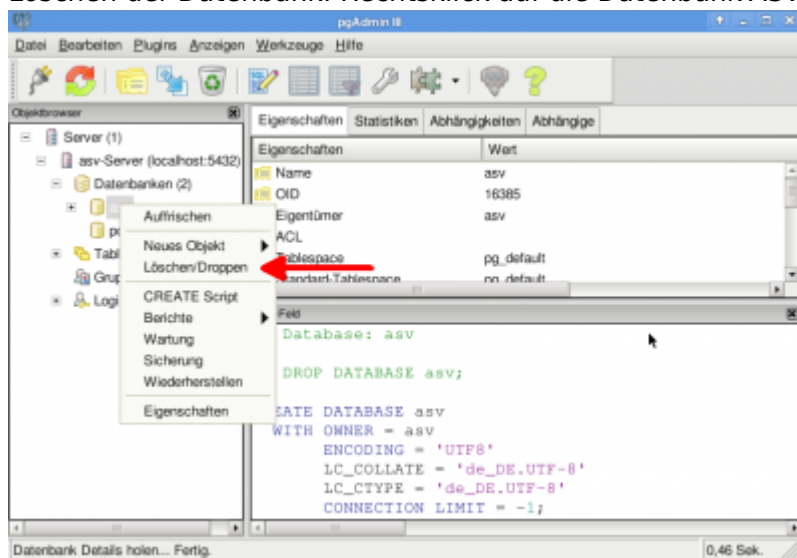 Löschen der Datenbank: Rechtsklick auf die Datenbank ASV
pgAdmin III
Datei Bearbeiten Plugins Anzeigen Werkzeuge Hilfe
Objektbrowser
Server (1)
asv-Server (localhost:5432)
Datenbanken (2)
Auffrischen
Neues Objekt
Löschen/Droppen
CREATE Script
Berichte
Wartung
Sicherung
Wiederherstellen
Eigenschaften
Eigenschaften Statistiken Abhängigkeiten Abhängige
Eigenschaften Wert
Name asv
OID 16385
Eigentümer asv
ACL
Tablespace pg_default
Standard-Tablespace pg_default
Feld
Database: asv
DROP DATABASE asv;
EATE DATABASE asv
WITH OWNER = asv
ENCODING = 'UTF8'
LC_COLLATE = 'de_DE.UTF-8'
LC_CTYPE = 'de_DE.UTF-8'
CONNECTION LIMIT = -1;
Datenbank Details holen... Fertig. 0,46 Sek.